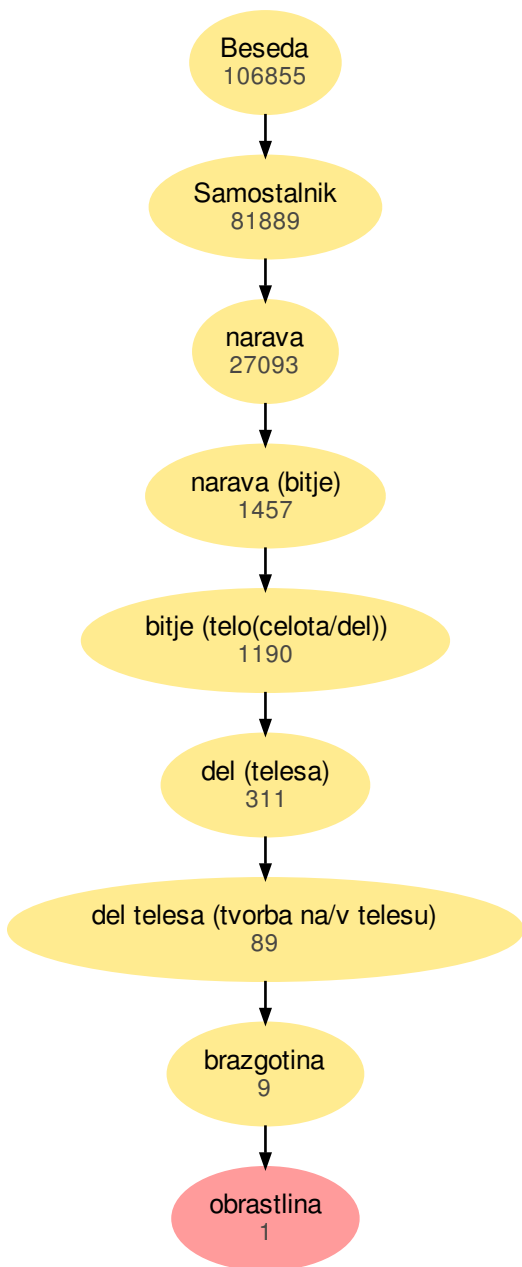 Beseda
106855
Samostalnik
81889
narava
27093
narava (bitje)
1457
bitje (telo(celota/del))
1190
del (telesa)
311
del telesa (tvorba na/v telesu)
89
brazgotina
9
obrastlina
1